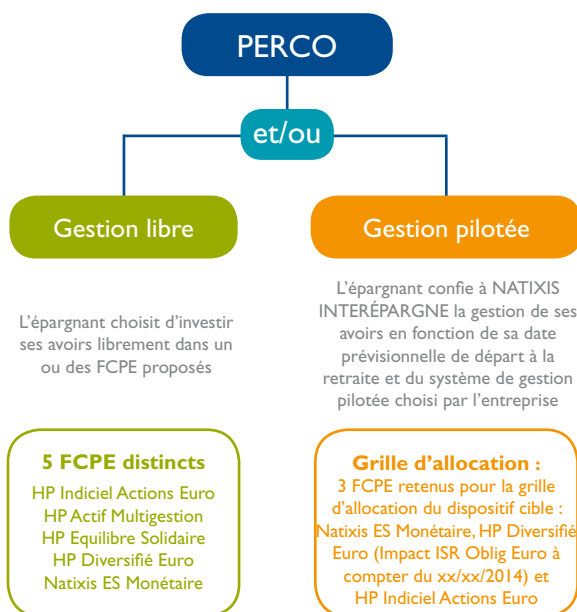 PERCO
et/ou
Gestion libre
Gestion pilotée
L'épargnant choisit d'investir
ses avoirs librement dans un
ou des FCPE proposés
L'épargnant confie à NATIXIS
INTERÉPARGNE la gestion de ses
avoirs en fonction de sa date
prévisionnelle de départ à la
retraite et du système de gestion
pilotée choisi par l'entreprise
5 FCPE distincts
HP Indiciel Actions Euro
HP Actif Multigestion
HP Equilibre Solidaire
HP Diversifié Euro
Natixis ES Monétaire
Grille d'allocation :
3 FCPE retenus pour la grille
d'allocation du dispositif cible :
Natixis ES Monétaire, HP Diversifié
Euro (Impact ISR Oblig Euro à
compter du xx/xx/2014) et
HP Indiciel Actions Euro